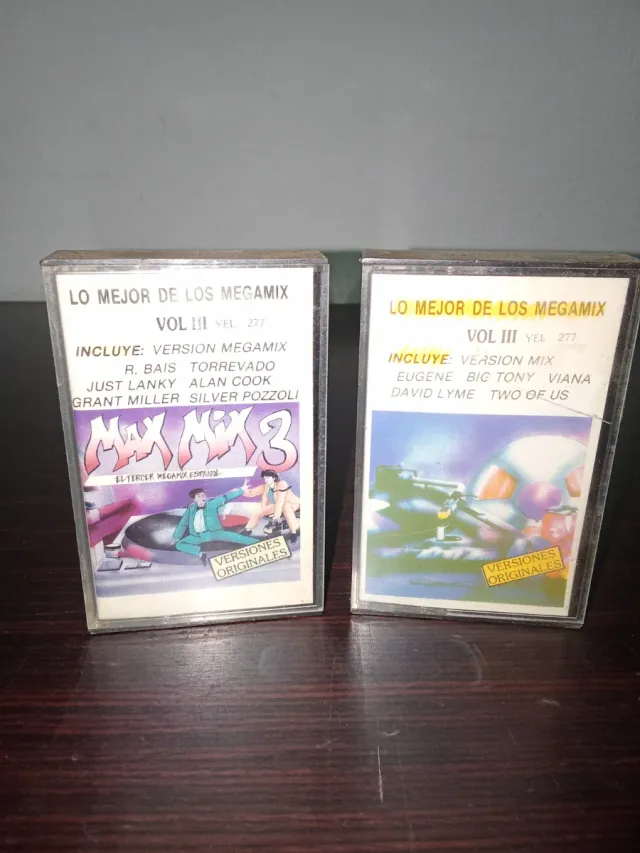 LO MEJOR DE LOS MEGAMIX
VOL III YEL 277
INCLUYE: VERSION MEGAMIX
R. BAIS TORREVADO
JUST LANKY ALAN COOK
GRANT MILLER SILVER POZZOLI
MAX MIX 3
EL TERCER MEGAMIX ESPAÑOL
VERSIONES
ORIGINALES
LO MEJOR DE LOS MEGAMIX
VOL III YEL 277
INCLUYE: VERSION MIX
EUGENE BIG TONY VIANA
DAVID LYME TWO OF US
VERSIONES
ORIGINALES